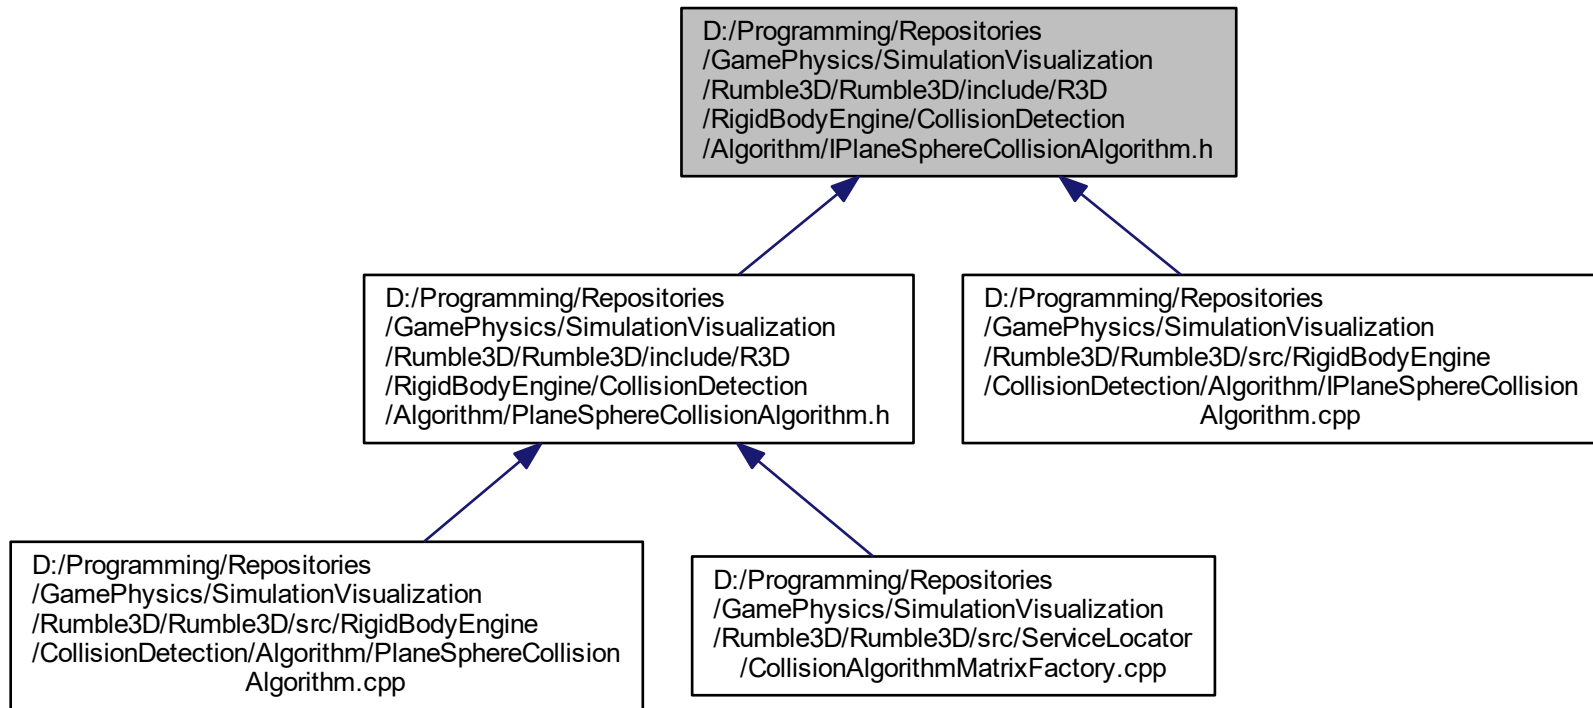 D:/Programming/Repositories
/GamePhysics/SimulationVisualization
/Rumble3D/Rumble3D/include/R3D
/RigidBodyEngine/CollisionDetection
/Algorithm/IPlaneSphereCollisionAlgorithm.h
D:/Programming/Repositories
/GamePhysics/SimulationVisualization
/Rumble3D/Rumble3D/include/R3D
/RigidBodyEngine/CollisionDetection
/Algorithm/PlaneSphereCollisionAlgorithm.h
D:/Programming/Repositories
/GamePhysics/SimulationVisualization
/Rumble3D/Rumble3D/src/RigidBodyEngine
/CollisionDetection/Algorithm/IPlaneSphereCollision
Algorithm.cpp
D:/Programming/Repositories
/GamePhysics/SimulationVisualization
/Rumble3D/Rumble3D/src/RigidBodyEngine
/CollisionDetection/Algorithm/PlaneSphereCollision
Algorithm.cpp
D:/Programming/Repositories
/GamePhysics/SimulationVisualization
/Rumble3D/Rumble3D/src/ServiceLocator
/CollisionAlgorithmMatrixFactory.cpp